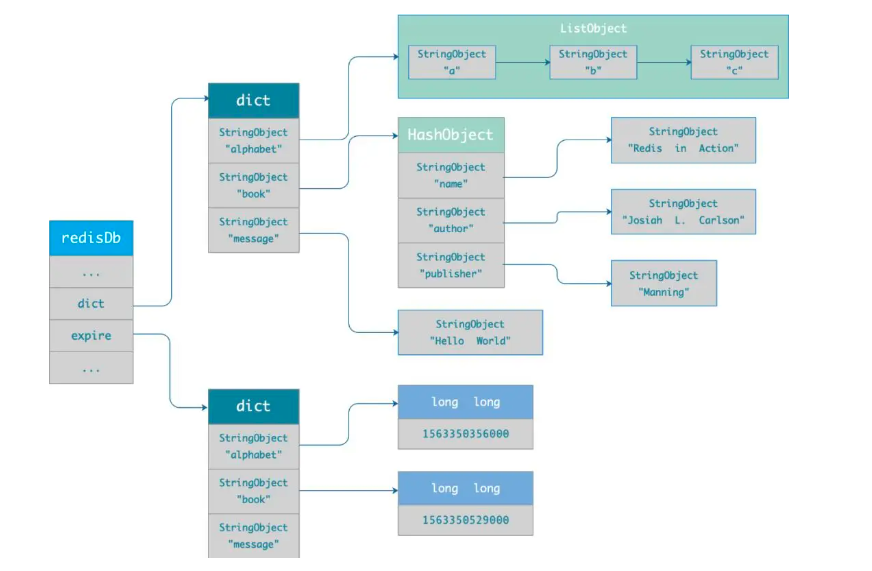 ListObject
StringObject
"a"
StringObject
"b"
StringObject
"c"
dict
StringObject
"alphabet"
StringObject
"book"
StringObject
"message"
HashObject
StringObject
"name"
StringObject
"author"
StringObject
"publisher"
StringObject
"Redis in Action"
StringObject
"Josiah L. Carlson"
StringObject
"Manning"
StringObject
"Hello World"
redisDb
...
dict
expire
...
dict
StringObject
"alphabet"
StringObject
"book"
StringObject
"message"
long long
1563350356000
long long
1563350529000